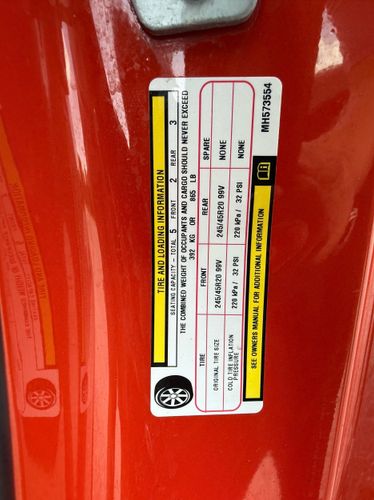 TIRE AND LOADING INFORMATION
SEATING CAPACITY - TOTAL 5 FRONT 2 REAR 3
THE COMBINED WEIGHT OF OCCUPANTS AND CARGO SHOULD NEVER EXCEED
392 KG OR 865 LB
TIRE FRONT REAR SPARE
ORIGINAL TIRE SIZE 245/45R20 99V 245/45R20 99V NONE
COLD TIRE INFLATION PRESSURE 220 kPa / 32 PSI 220 kPa / 32 PSI NONE
SEE OWNERS MANUAL FOR ADDITIONAL INFORMATION
MH573554